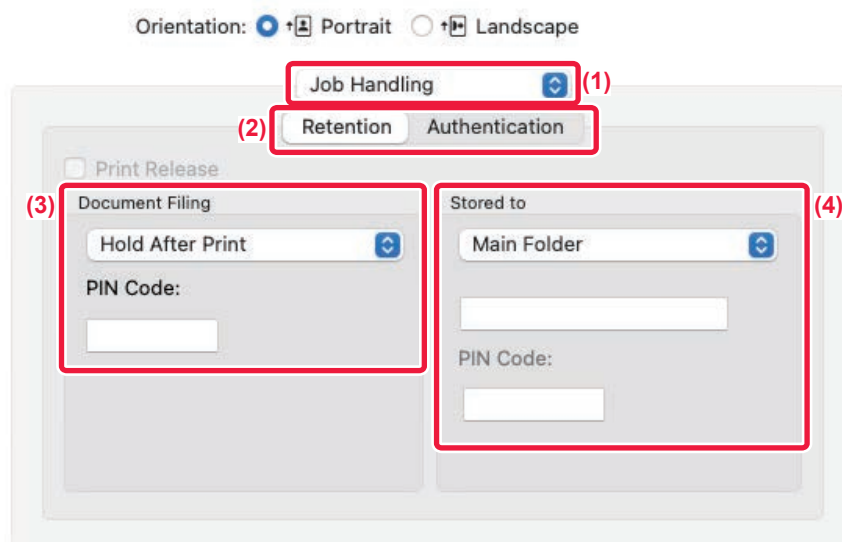 Orientation: Portrait Landscape
Job Handling (1)
(2) Retention Authentication
Print Release
(3) Document Filing Stored to (4)
Hold After Print Main Folder
PIN Code:
PIN Code: